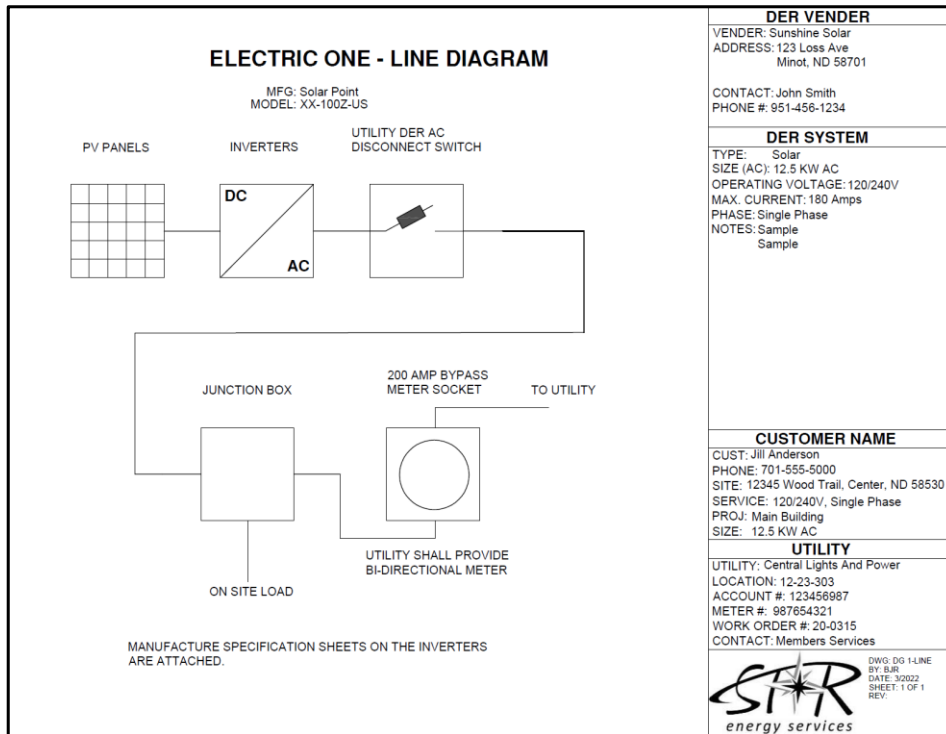 ELECTRIC ONE - LINE DIAGRAM
MFG: Solar Point
MODEL: XX-100Z-US
PV PANELS
INVERTERS
UTILITY DER AC
DISCONNECT SWITCH
DC
AC
JUNCTION BOX
200 AMP BYPASS
METER SOCKET
TO UTILITY
UTILITY SHALL PROVIDE
BI-DIRECTIONAL METER
ON SITE LOAD
MANUFACTURE SPECIFICATION SHEETS ON THE INVERTERS
ARE ATTACHED.
DER VENDER
VENDER: Sunshine Solar
ADDRESS: 123 Loss Ave
Minot, ND 58701
CONTACT: John Smith
PHONE #: 951-456-1234
DER SYSTEM
TYPE: Solar
SIZE (AC): 12.5 KW AC
OPERATING VOLTAGE: 120/240V
MAX. CURRENT: 180 Amps
PHASE: Single Phase
NOTES: Sample
Sample
CUSTOMER NAME
CUST: Jill Anderson
PHONE: 701-555-5000
SITE: 12345 Wood Trail, Center, ND 58530
SERVICE: 120/240V, Single Phase
PROJ: Main Building
SIZE: 12.5 KW AC
UTILITY
UTILITY: Central Lights And Power
LOCATION: 12-23-303
ACCOUNT #: 123456987
METER #: 987654321
WORK ORDER #: 20-0315
CONTACT: Members Services
STAR
energy services
DWG: DG 1-LINE
BY: BJR
DATE: 3/2022
SHEET: 1 OF 1
REV: